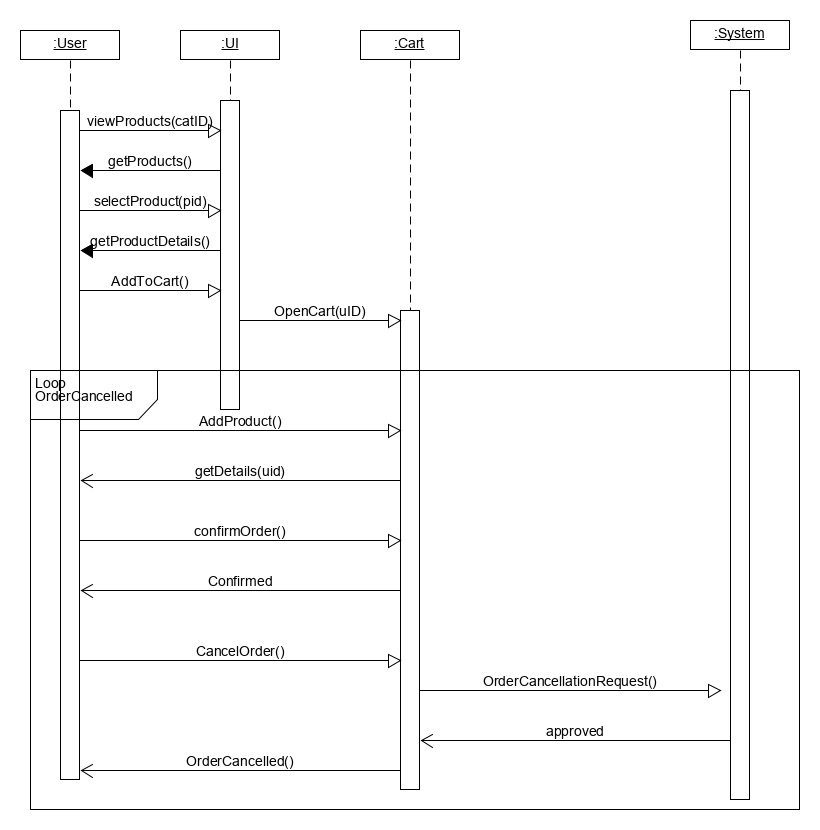 :User
:UI
:Cart
:System
viewProducts(catID)
getProducts()
selectProduct(pid)
getProductDetails()
AddToCart()
OpenCart(uID)
Loop
OrderCancelled
AddProduct()
getDetails(uid)
confirmOrder()
Confirmed
CancelOrder()
OrderCancellationRequest()
approved
OrderCancelled()